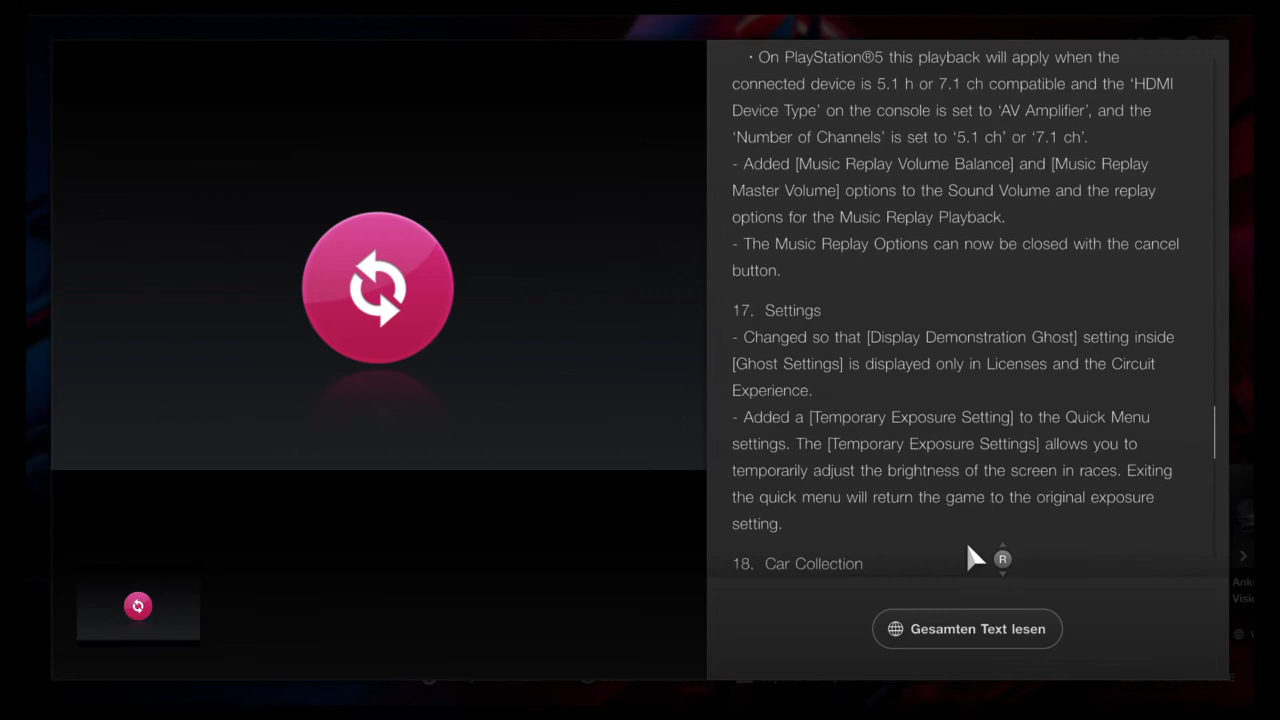 ・On PlayStation®5 this playback will apply when the
connected device is 5.1 h or 7.1 ch compatible and the ‘HDMI
Device Type’ on the console is set to ‘AV Amplifier’, and the
‘Number of Channels’ is set to ‘5.1 ch’ or ‘7.1 ch’.
- Added [Music Replay Volume Balance] and [Music Replay
Master Volume] options to the Sound Volume and the replay
options for the Music Replay Playback.
- The Music Replay Options can now be closed with the cancel
button.
17. Settings
- Changed so that [Display Demonstration Ghost] setting inside
[Ghost Settings] is displayed only in Licenses and the Circuit
Experience.
- Added a [Temporary Exposure Setting] to the Quick Menu
settings. The [Temporary Exposure Settings] allows you to
temporarily adjust the brightness of the screen in races. Exiting
the quick menu will return the game to the original exposure
setting.
18. Car Collection
R
Gesamten Text lesen